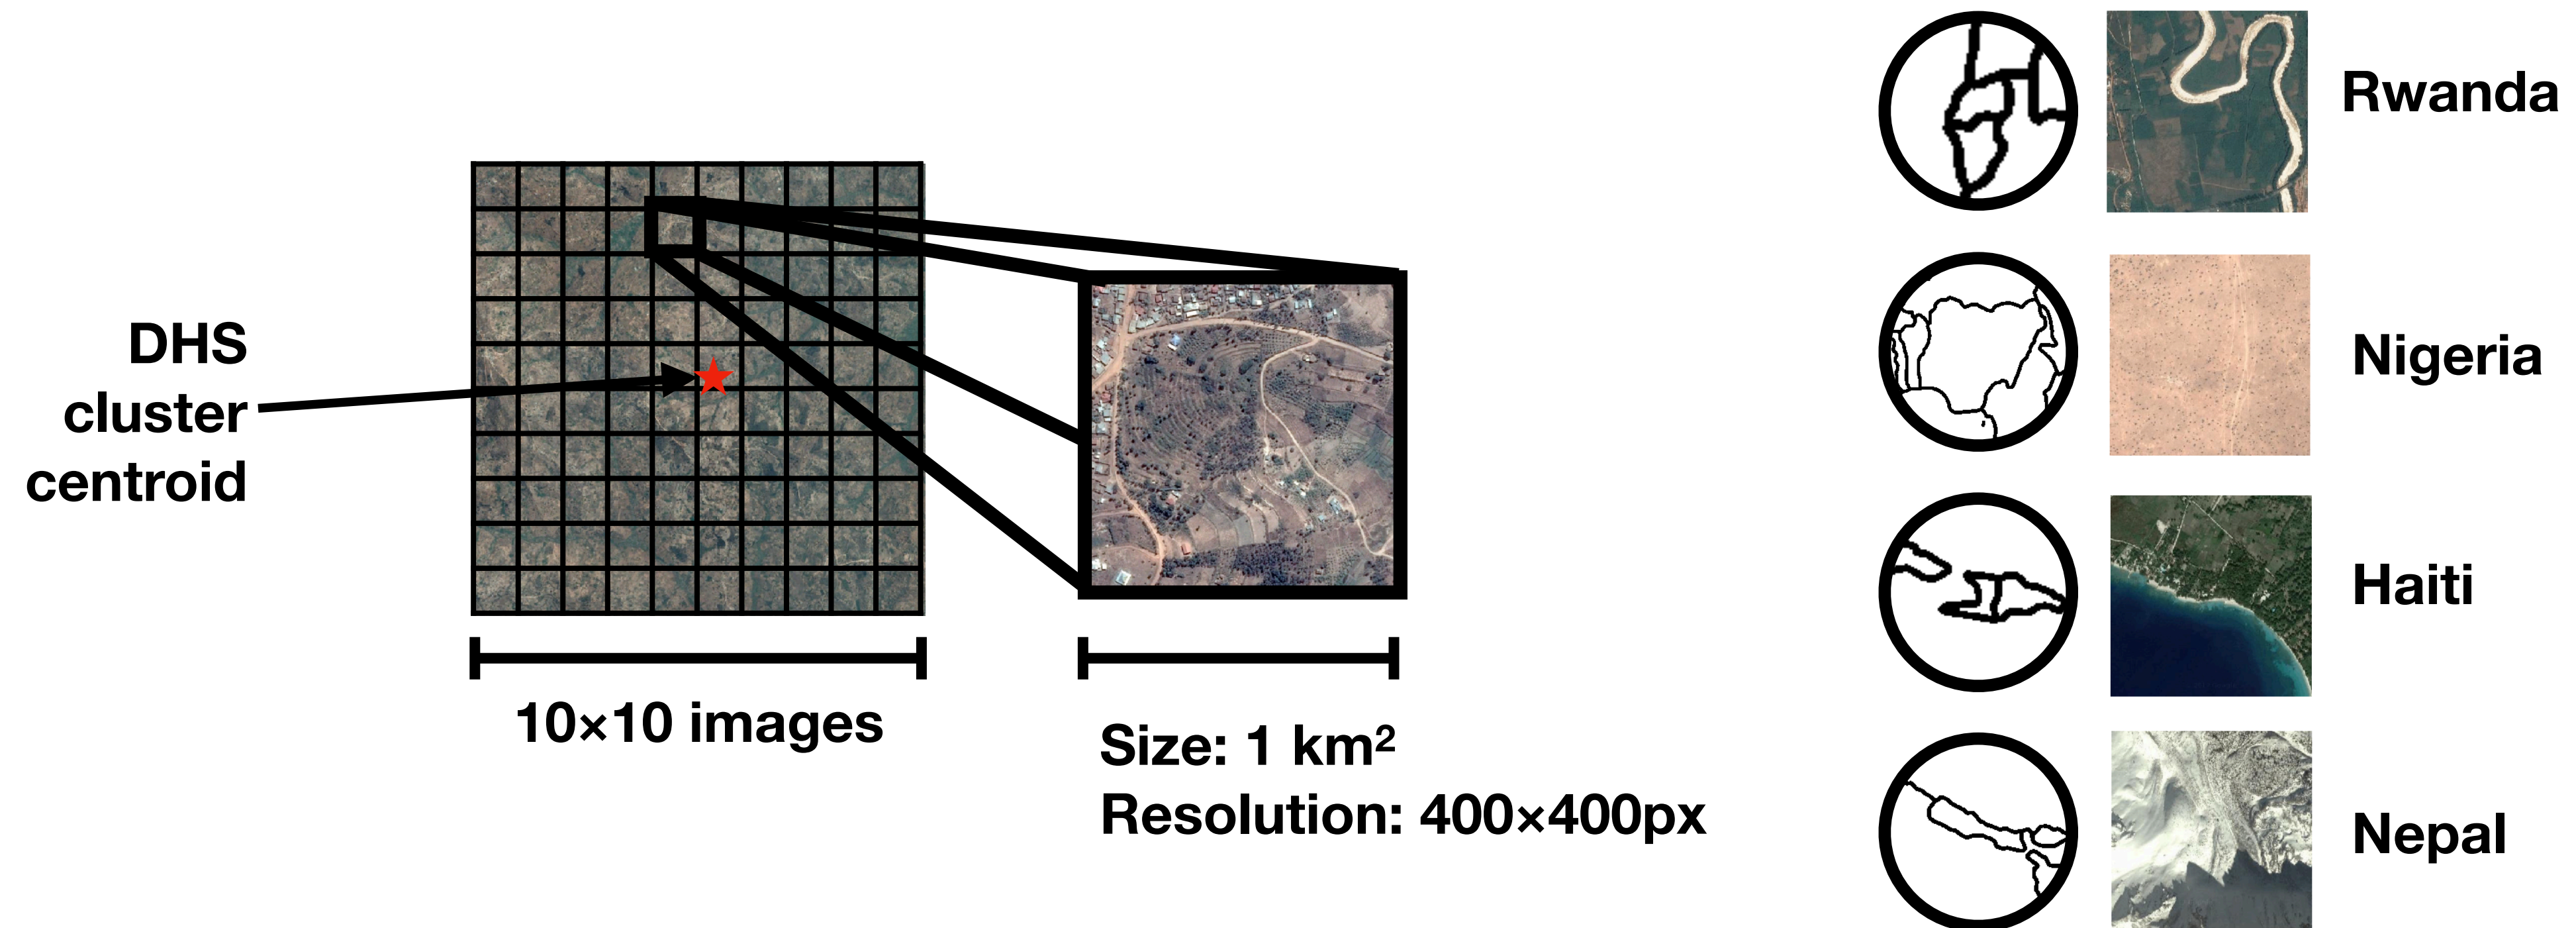 DHS
cluster
centroid
10×10 images
Size: 1 km²
Resolution: 400×400px
Rwanda
Nigeria
Haiti
Nepal